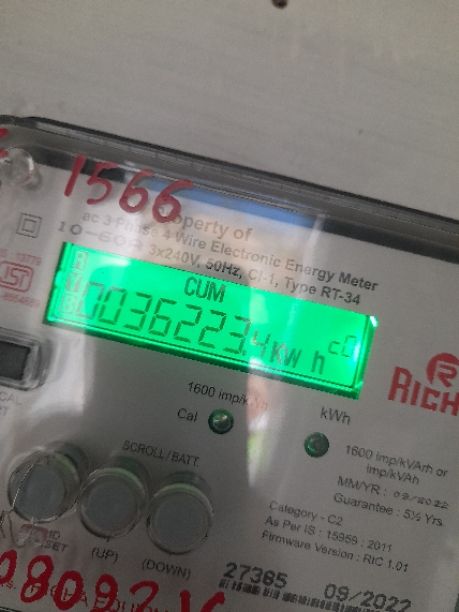 1566
Property of
ac 3 Phase 4 Wire Electronic Energy Meter
10-60A 3x240V, 50Hz, Cl-1, Type RT-34
CUM
R
Y
B
0036223.4 kW h c0
RICH
1600 imp/kWh
Cal
kWh
1600 imp/kVArh or
imp/kVAh
SCROLL/BATT.
(UP)
(DOWN)
MM/YR : 09/2022
Guarantee : 5½ Yrs.
Category - C2
As Per IS : 15959 : 2011
Firmware Version : RIC 1.01
27385 09/2022